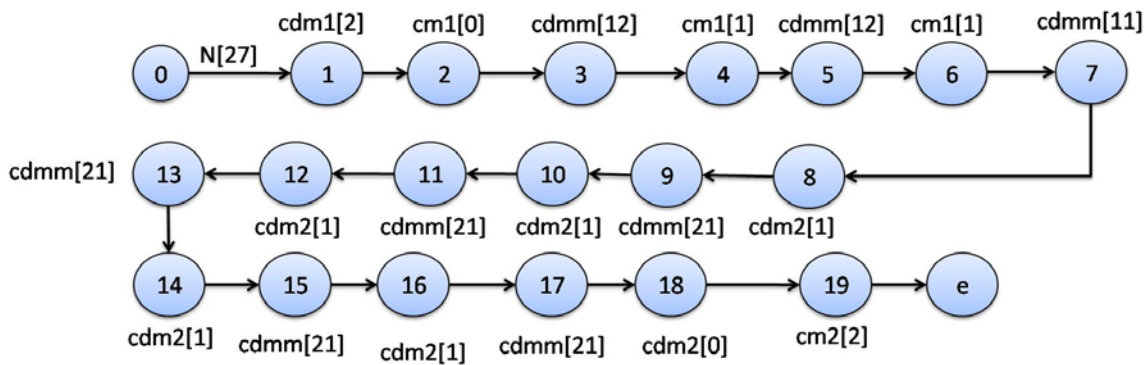 cdm1[2] cm1[0] cdmm[12] cm1[1] cdmm[12] cm1[1] cdmm[11]
N[27]
0 1 2 3 4 5 6 7
cdmm[21] 13 12 11 10 9 8
cdm2[1] cdmm[21] cdm2[1] cdmm[21] cdm2[1]
14 15 16 17 18 19 e
cdm2[1] cdmm[21] cdm2[1] cdmm[21] cdm2[0] cm2[2]